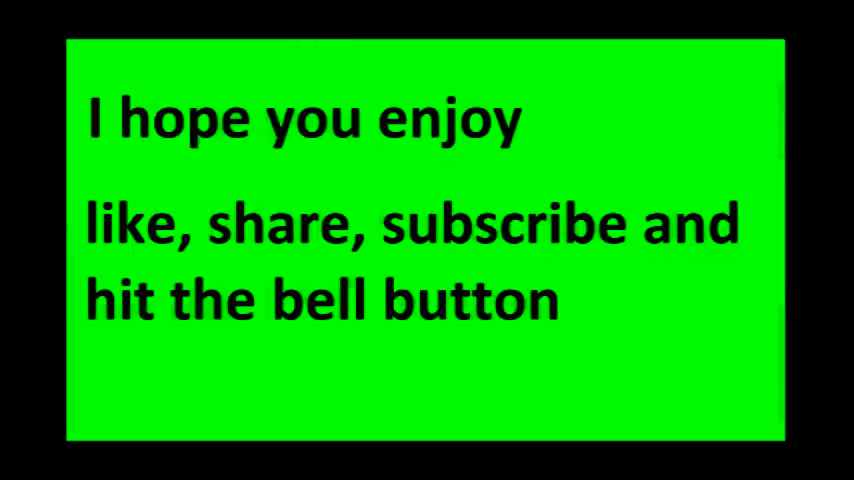 I hope you enjoy
like, share, subscribe and
hit the bell button